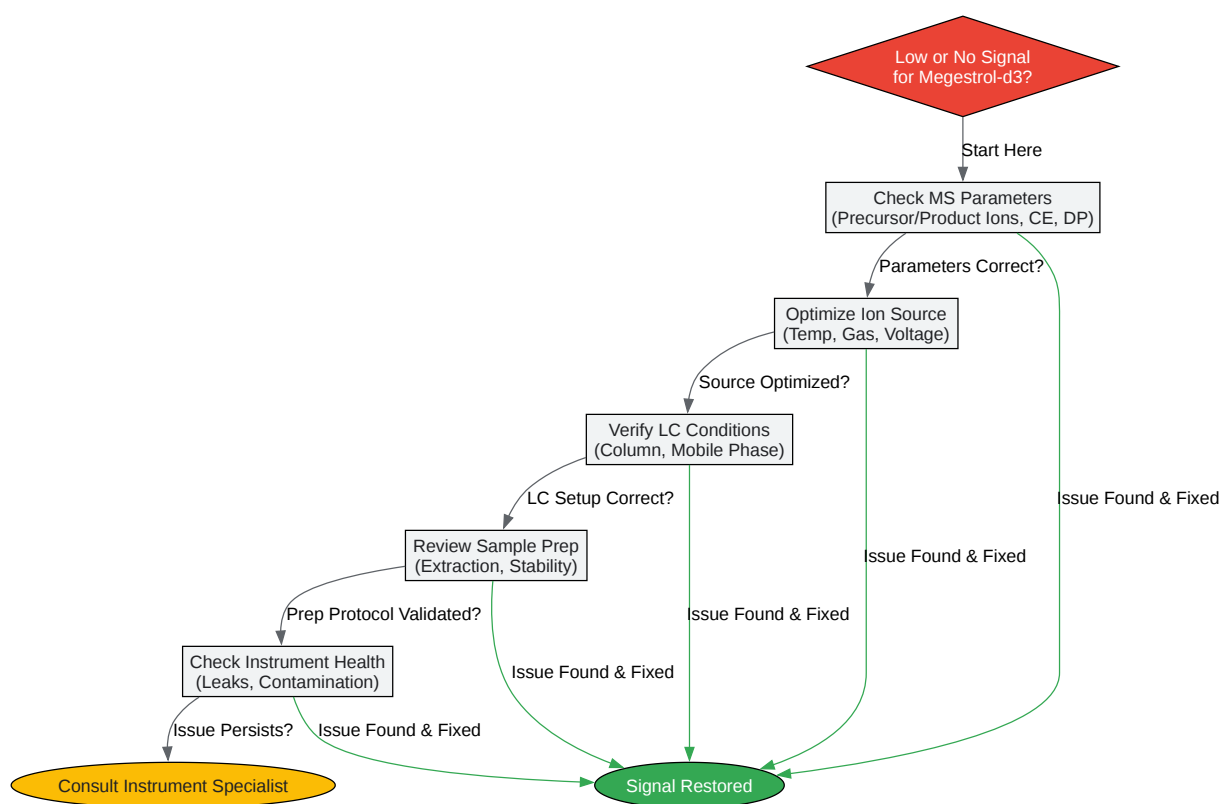 Low or No Signal
for Megestrol-d3?
Start Here
Check MS Parameters
(Precursor/Product Ions, CE, DP)
Parameters Correct?
Optimize Ion Source
(Temp, Gas, Voltage)
Source Optimized?
Verify LC Conditions
(Column, Mobile Phase)
LC Setup Correct?
Issue Found & Fixed
Review Sample Prep
(Extraction, Stability)
Issue Found & Fixed
Prep Protocol Validated?
Issue Found & Fixed
Check Instrument Health
(Leaks, Contamination)
Issue Found & Fixed
Issue Persists?
Issue Found & Fixed
Consult Instrument Specialist
Signal Restored